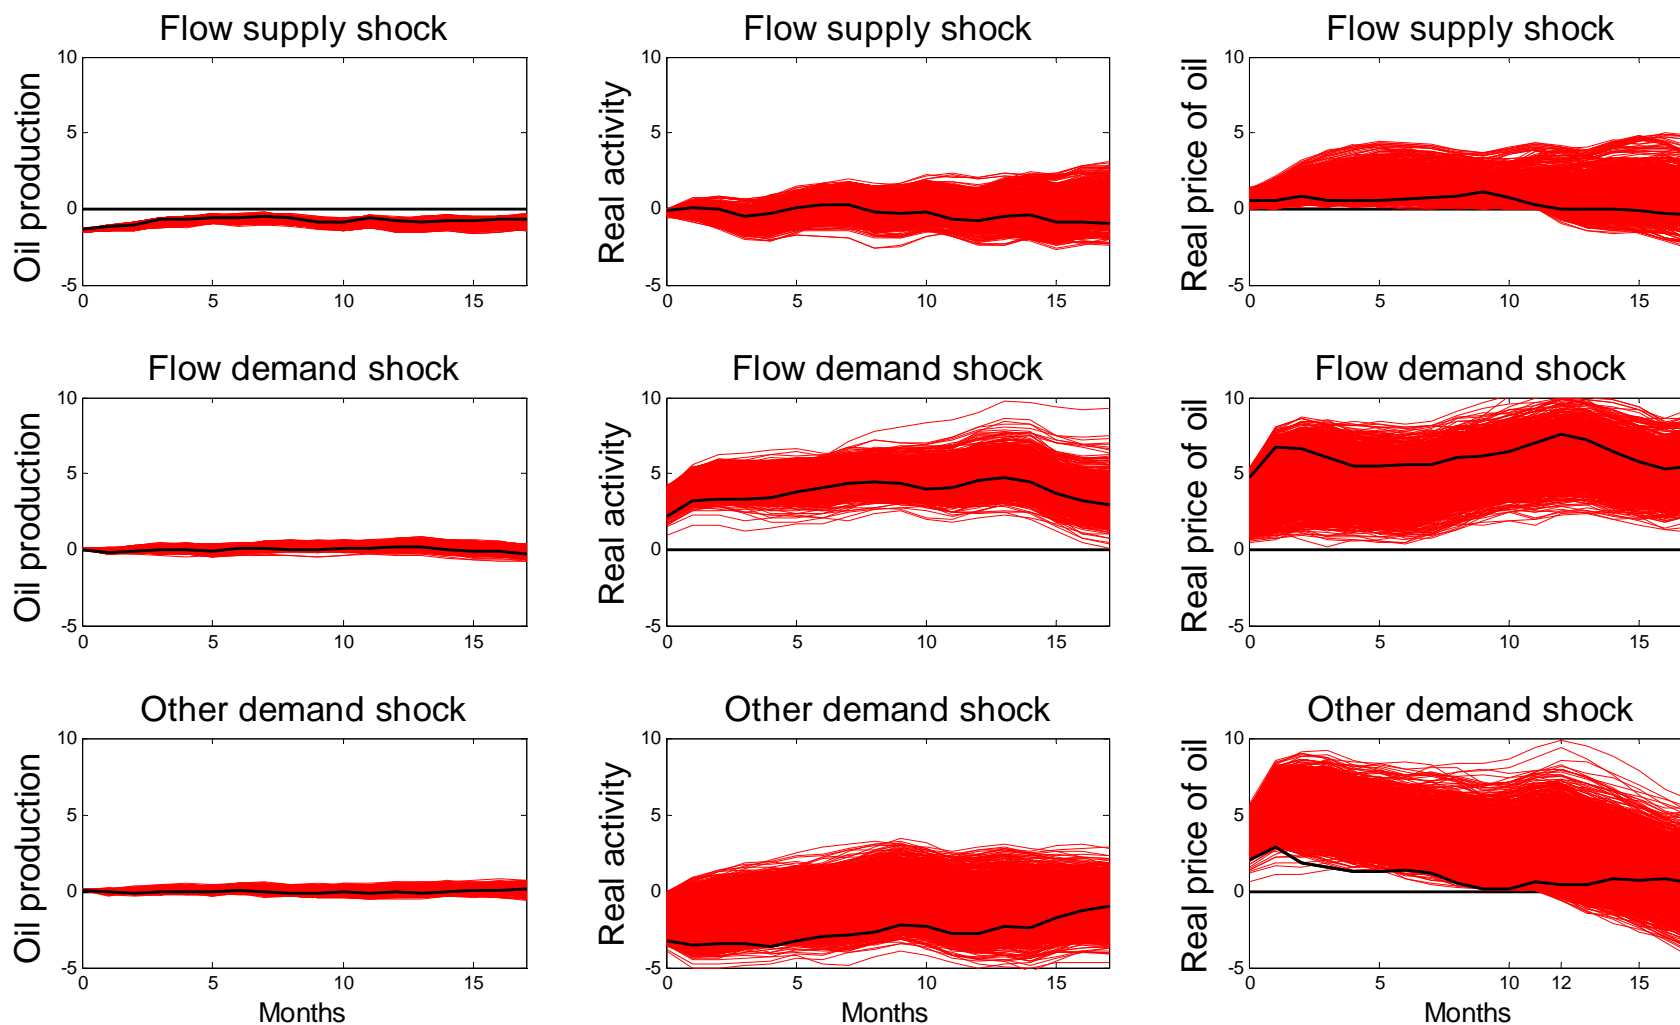 Flow supply shock
Oil production
10
5
0
-5
0 5 10 15
Flow supply shock
Real activity
10
5
0
-5
0 5 10 15
Flow supply shock
Real price of oil
10
5
0
-5
0 5 10 15
Flow demand shock
Oil production
10
5
0
-5
0 5 10 15
Flow demand shock
Real activity
10
5
0
-5
0 5 10 15
Flow demand shock
Real price of oil
10
5
0
-5
0 5 10 15
Other demand shock
Oil production
10
5
0
-5
0 5 10 15
Months
Other demand shock
Real activity
10
5
0
-5
0 5 10 15
Months
Other demand shock
Real price of oil
10
5
0
-5
0 5 10 12 15
Months